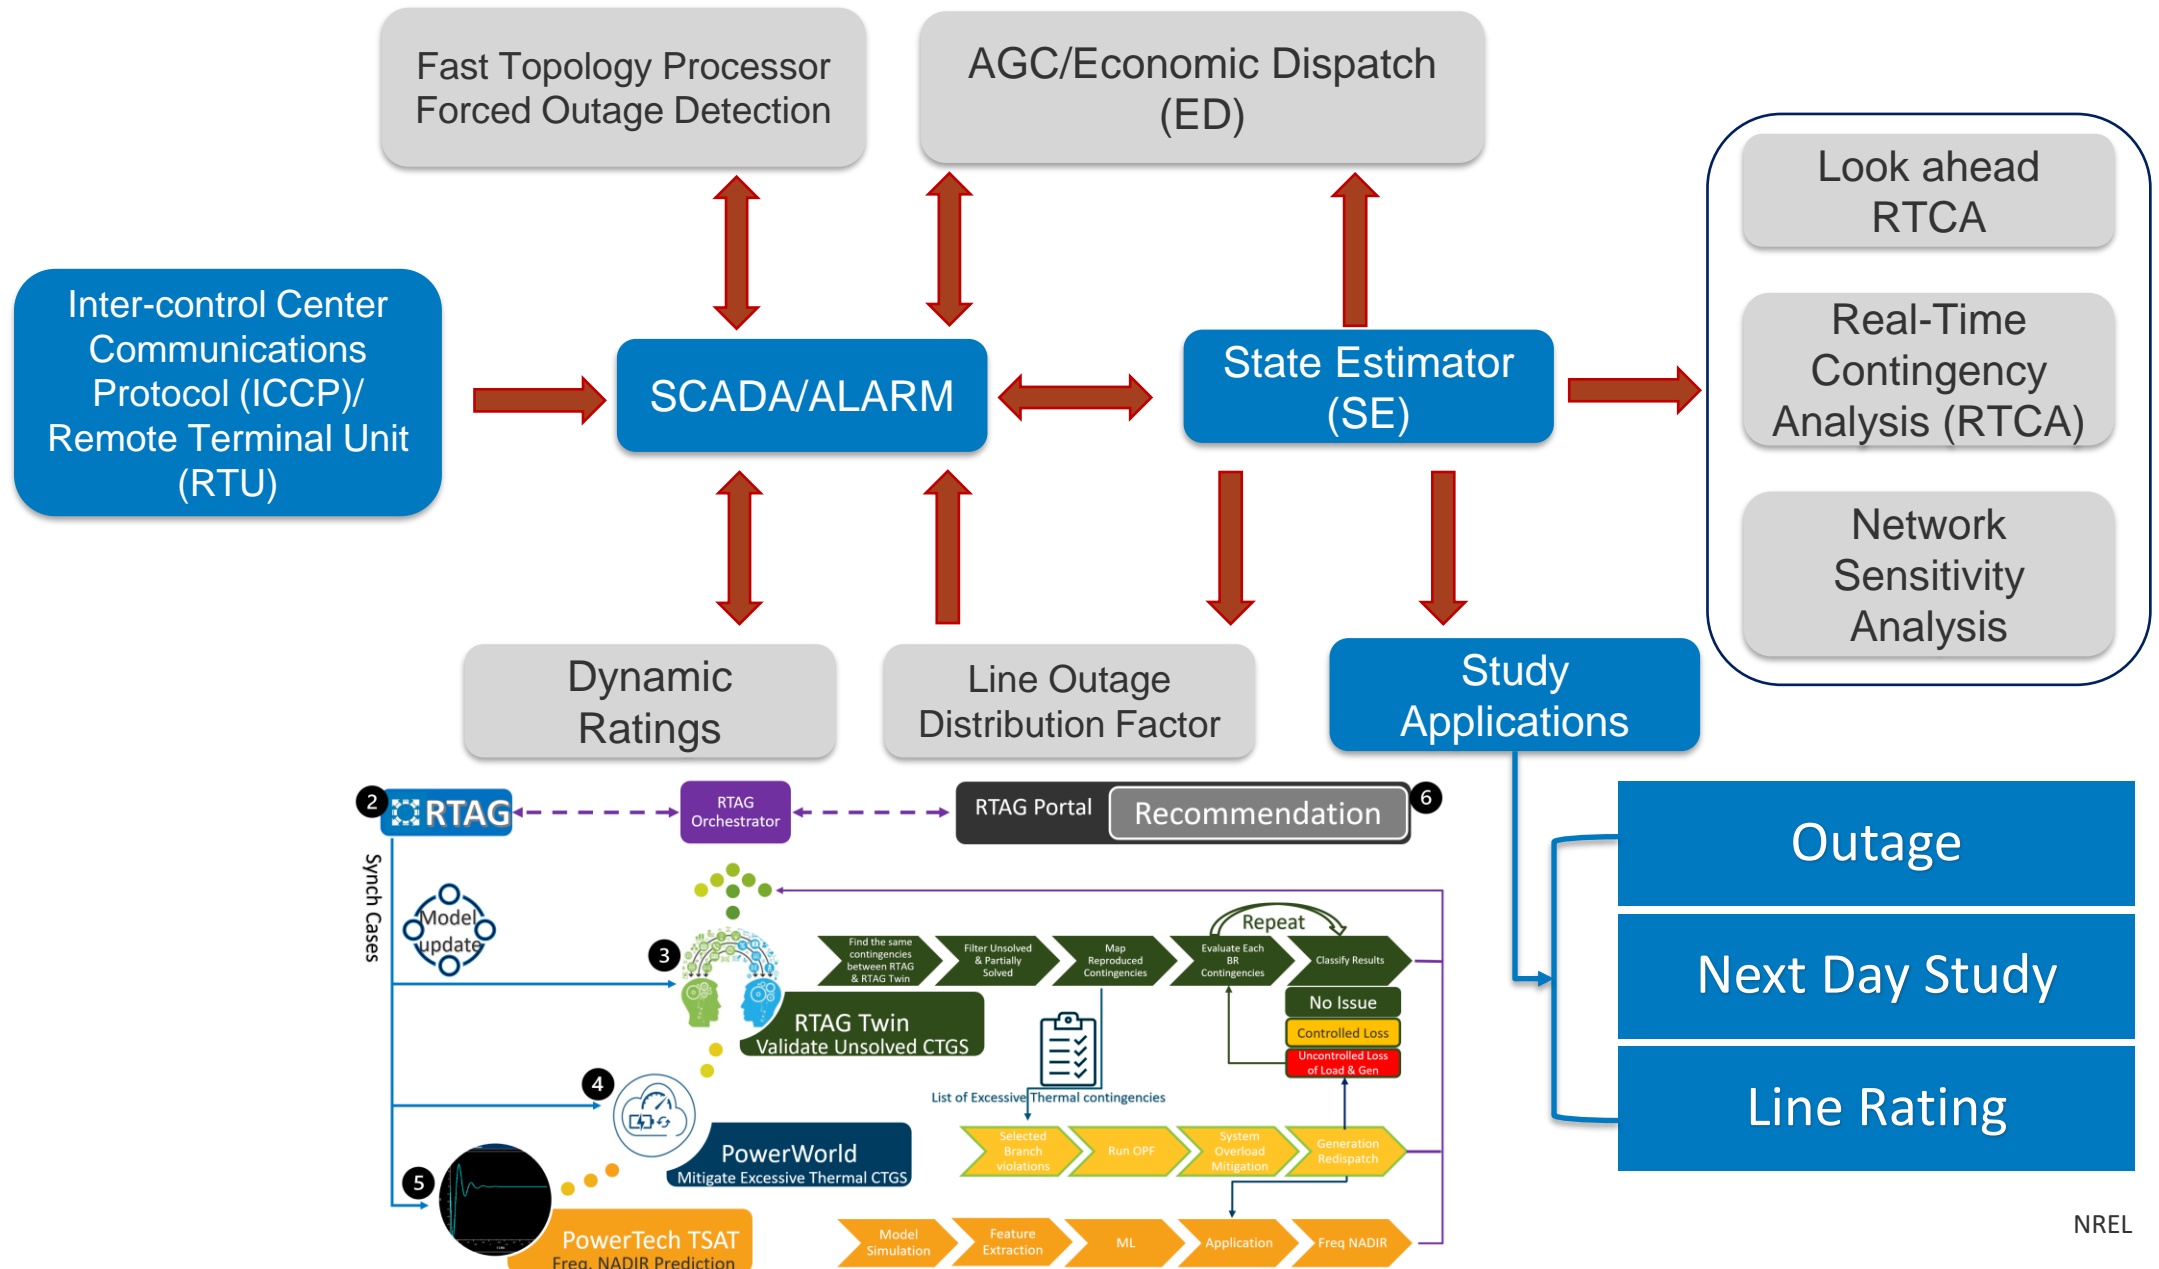 Fast Topology Processor
Forced Outage Detection
AGC/Economic Dispatch
(ED)
Look ahead
RTCA
Real-Time
Contingency
Analysis (RTCA)
Network
Sensitivity
Analysis
Inter-control Center
Communications
Protocol (ICCP)/
Remote Terminal Unit
(RTU)
SCADA/ALARM
State Estimator
(SE)
Dynamic
Ratings
Line Outage
Distribution Factor
Study
Applications
Outage
Next Day Study
Line Rating
2
RTAG
RTAG
Orchestrator
RTAG Portal
Recommendation
6
Synch Cases
Model
update
3
RTAG Twin
Validate Unsolved CTGS
Find the same
contingencies
between RTAG
& RTAG Twin
Filter Unsolved
& Partially
Solved
Map
Reproduced
Contingencies
Evaluate Each
BR
Contingencies
Repeat
Classify Results
No Issue
Controlled Loss
Uncontrolled Loss
of Load & Gen
List of Excessive Thermal contingencies
4
PowerWorld
Mitigate Excessive Thermal CTGS
Selected
Branch
violations
Run OPF
System
Overload
Mitigation
Generation
Redispatch
5
PowerTech TSAT
Freq. NADIR Prediction
Model
Simulation
Feature
Extraction
ML
Application
Freq NADIR
NREL